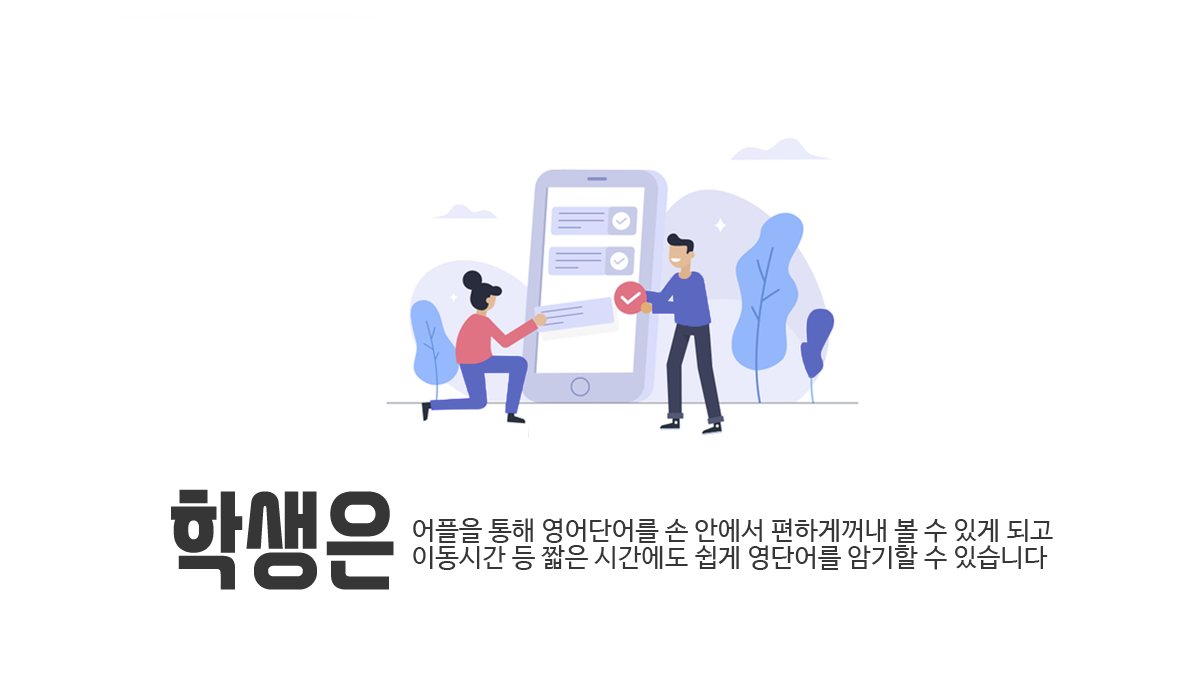 학생은
어플을 통해 영어단어를 손 안에서 편하게꺼내 볼 수 있게 되고
이동시간 등 짧은 시간에도 쉽게 영단어를 암기할 수 있습니다